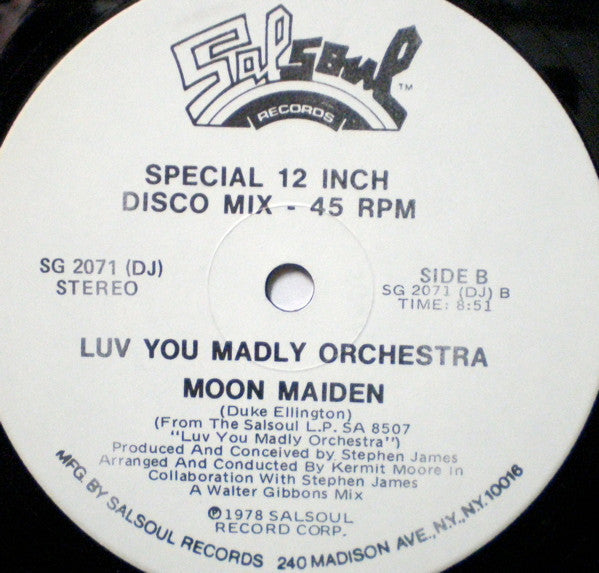 Salsoul TM
RECORDS
SPECIAL 12 INCH
DISCO MIX - 45 RPM
SG 2071 (DJ)
STEREO
SIDE B
SG 2071 (DJ) B
TIME: 8:51
LUV YOU MADLY ORCHESTRA
MOON MAIDEN
(Duke Ellington)
(From The Salsoul L.P. SA 8507
"Luv You Madly Orchestra")
Produced And Conceived by Stephen James
Arranged And Conducted By Kermit Moore In
Collaboration With Stephen James
A Walter Gibbons Mix
℗1978 SALSOUL
RECORD CORP.
MFG. BY SALSOUL RECORDS 240 MADISON AVE., N.Y., N.Y. 10016